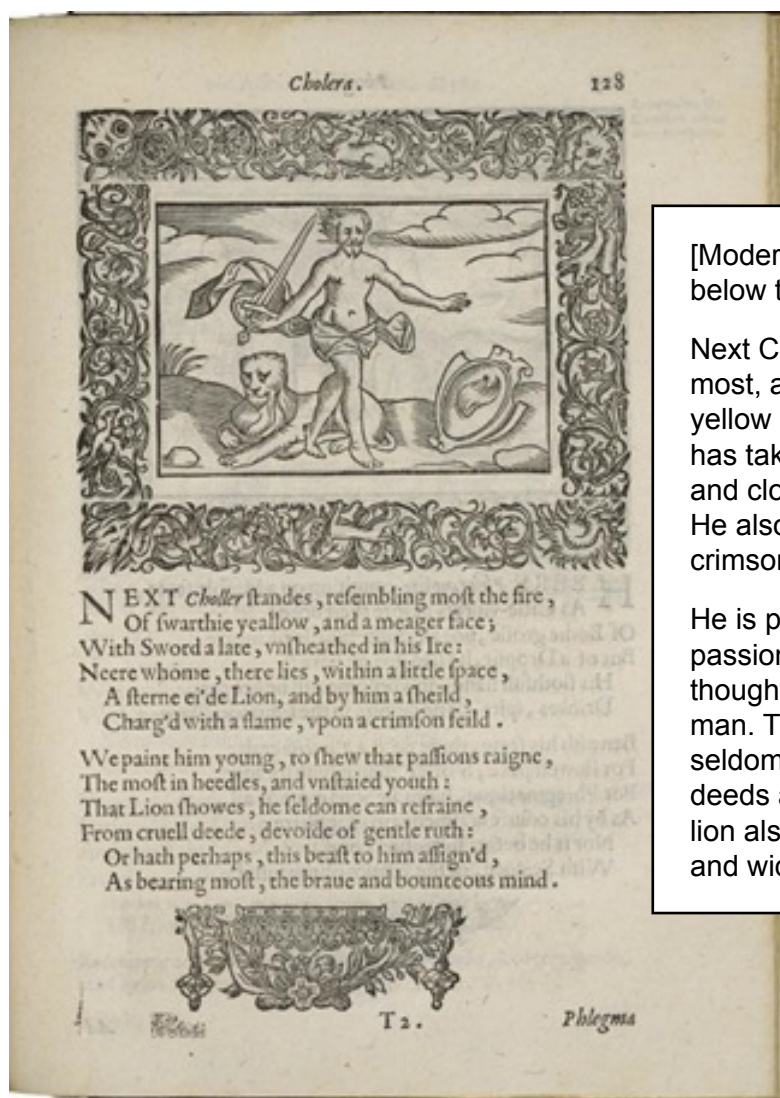 Cholera. 128
NEXT Choller ſtandes, reſembling moſt the fire,
Of ſwarthie yeallow, and a meager face;
With Sword a late, vnſheathed in his Ire:
Neere whome, there lies, within a little ſpace,
A ſterne ei'de Lion, and by him a ſheild,
Charg'd with a flame, vpon a crimſon feild.
We paint him young, to ſhew that paſſions raigne,
The moſt in heedles, and vnſtaied youth:
That Lion ſhowes, he ſeldome can refraine,
From cruell deede, devoide of gentle ruth:
Or hath perhaps, this beaſt to him aſſign'd,
As bearing moſt, the braue and bounteous mind.
T 2. Phlegma
[Moder
below t
Next C
most, a
yellow
has tak
and clo
He also
crimson
He is p
passion
though
man. T
seldom
deeds a
lion als
and wid